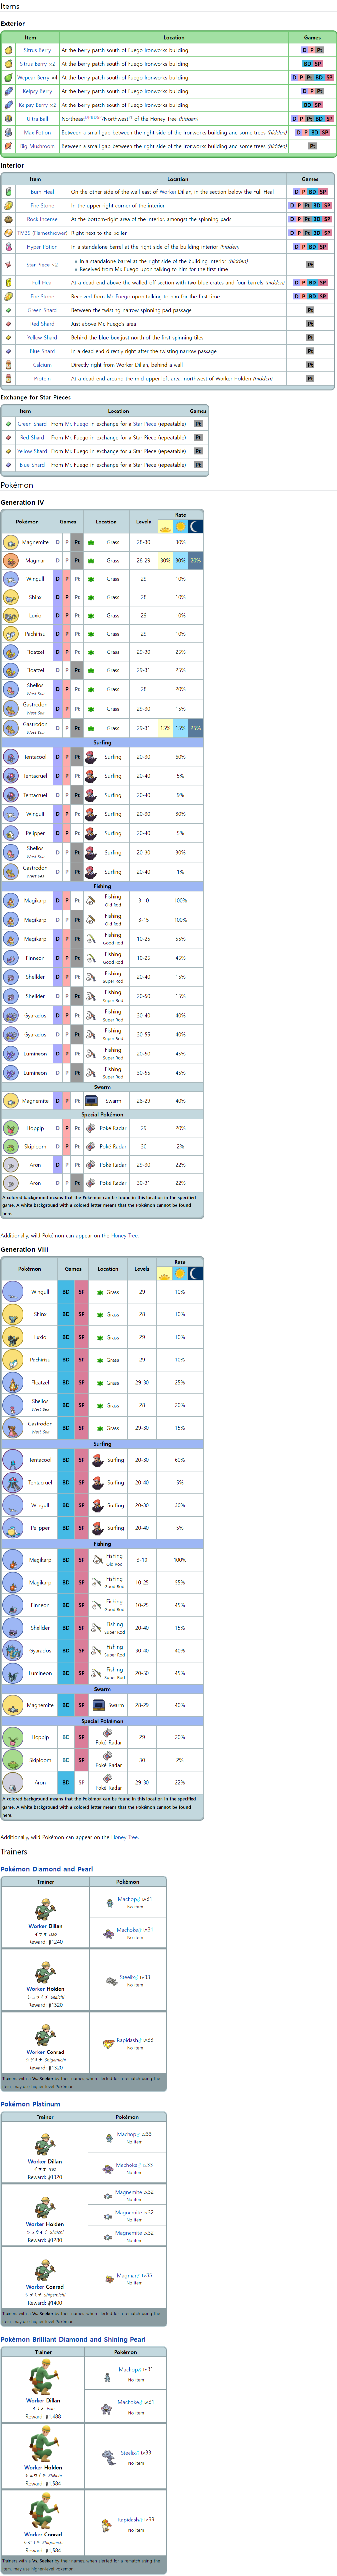 Items
Exterior
Item Location Games
Sitrus Berry At the berry patch south of Fuego Ironworks building D P Pt
Sitrus Berry ×2 At the berry patch south of Fuego Ironworks building BD SP
Wepear Berry ×4 At the berry patch south of Fuego Ironworks building D P Pt BD SP
Kelpsy Berry At the berry patch south of Fuego Ironworks building D P Pt
Kelpsy Berry ×2 At the berry patch south of Fuego Ironworks building BD SP
Ultra Ball Northeast/Northwest of the Honey Tree (hidden) D P Pt BD SP
Max Potion Between a small gap between the right side of the Ironworks building and some trees (hidden) D P BD SP
Big Mushroom Between a small gap between the right side of the Ironworks building and some trees (hidden) Pt
Interior
Item Location Games
Burn Heal On the other side of the wall east of Worker Dillan, in the section below the Full Heal D P BD SP
Fire Stone In the upper-right corner of the interior D P Pt BD SP
Rock Incense At the bottom-right area of the interior, amongst the spinning pads D P Pt BD SP
TM35 (Flamethrower) Right next to the boiler D P Pt BD SP
Hyper Potion In a standalone barrel at the right side of the building interior (hidden) D P BD SP
Star Piece ×2
In a standalone barrel at the right side of the building interior (hidden)
Received from Mr. Fuego upon talking to him for the first time
Pt
Full Heal At a dead end above the walled-off section with two blue crates and four barrels (hidden) D P BD SP
Fire Stone Received from Mr. Fuego upon talking to him for the first time D P BD SP
Green Shard Between the twisting narrow spinning pad passage Pt
Red Shard Just above Mr. Fuego's area Pt
Yellow Shard Behind the blue box just north of the first spinning tiles Pt
Blue Shard In a dead end directly right after the twisting narrow passage Pt
Calcium Directly right from Worker Dillan, behind a wall Pt
Protein At a dead end around the mid-upper-left area, northwest of Worker Holden (hidden) Pt
Exchange for Star Pieces
Item Location Games
Green Shard From Mr. Fuego in exchange for a Star Piece (repeatable) Pt
Red Shard From Mr. Fuego in exchange for a Star Piece (repeatable) Pt
Yellow Shard From Mr. Fuego in exchange for a Star Piece (repeatable) Pt
Blue Shard From Mr. Fuego in exchange for a Star Piece (repeatable) Pt
Pokémon
Generation IV
Pokémon Games Location Levels Rate
Magnemite D P Pt Grass 28-30 30%
Magmar D P Pt Grass 28-29 30% 30% 20%
Wingull D P Pt Grass 29 10%
Shinx D P Pt Grass 28 10%
Luxio D P Pt Grass 29 10%
Pachirisu D P Pt Grass 29 10%
Floatzel D P Pt Grass 29-30 25%
Floatzel D P Pt Grass 29-31 25%
Shellos West Sea D P Pt Grass 28 20%
Gastrodon West Sea D P Pt Grass 29-30 15%
Gastrodon West Sea D P Pt Grass 29-31 15% 15% 25%
Surfing
Tentacool D P Pt Surfing 20-30 60%
Tentacruel D P Pt Surfing 20-40 5%
Tentacruel D P Pt Surfing 20-40 9%
Wingull D P Pt Surfing 20-30 30%
Pelipper D P Pt Surfing 20-40 5%
Shellos West Sea D P Pt Surfing 20-30 30%
Gastrodon West Sea D P Pt Surfing 20-40 1%
Fishing
Magikarp D P Pt Fishing Old Rod 3-10 100%
Magikarp D P Pt Fishing Old Rod 3-15 100%
Magikarp D P Pt Fishing Good Rod 10-25 55%
Finneon D P Pt Fishing Good Rod 10-25 45%
Shellder D P Pt Fishing Super Rod 20-40 15%
Shellder D P Pt Fishing Super Rod 20-50 15%
Gyarados D P Pt Fishing Super Rod 30-40 40%
Gyarados D P Pt Fishing Super Rod 30-55 40%
Lumineon D P Pt Fishing Super Rod 20-50 45%
Lumineon D P Pt Fishing Super Rod 30-55 45%
Swarm
Magnemite D P Pt Swarm 28-29 40%
Special Pokémon
Hoppip D P Pt Poké Radar 29 20%
Skiploom D P Pt Poké Radar 30 2%
Aron D P Pt Poké Radar 29-30 22%
Aron D P Pt Poké Radar 30-31 22%
A colored background means that the Pokémon can be found in this location in the specified
game. A white background with a colored letter means that the Pokémon cannot be found
here.
Additionally, wild Pokémon can appear on the Honey Tree.
Generation VIII
Pokémon Games Location Levels Rate
Wingull BD SP Grass 29 10%
Shinx BD SP Grass 28 10%
Luxio BD SP Grass 29 10%
Pachirisu BD SP Grass 29 10%
Floatzel BD SP Grass 29-30 25%
Shellos West Sea BD SP Grass 28 20%
Gastrodon West Sea BD SP Grass 29-30 15%
Surfing
Tentacool BD SP Surfing 20-30 60%
Tentacruel BD SP Surfing 20-40 5%
Wingull BD SP Surfing 20-30 30%
Pelipper BD SP Surfing 20-40 5%
Fishing
Magikarp BD SP Fishing Old Rod 3-10 100%
Magikarp BD SP Fishing Good Rod 10-25 55%
Finneon BD SP Fishing Good Rod 10-25 45%
Shellder BD SP Fishing Super Rod 20-40 15%
Gyarados BD SP Fishing Super Rod 30-40 40%
Lumineon BD SP Fishing Super Rod 20-50 45%
Swarm
Magnemite BD SP Swarm 28-29 40%
Special Pokémon
Hoppip BD SP Poké Radar 29 20%
Skiploom BD SP Poké Radar 30 2%
Aron BD SP Poké Radar 29-30 22%
A colored background means that the Pokémon can be found in this location in the specified
game. A white background with a colored letter means that the Pokémon cannot be found
here.
Additionally, wild Pokémon can appear on the Honey Tree.
Trainers
Pokémon Diamond and Pearl
Trainer Pokémon
Worker Dillan
イサオ Isao
Reward: 1240
Machop♂ Lv.31
No item
Machoke♂ Lv.31
No item
Worker Holden
ショウイチ Shōichi
Reward: 1320
Steelix♂ Lv.33
No item
Worker Conrad
シゲミチ Shigemichi
Reward: 1320
Rapidash♂ Lv.33
No item
Trainers with a Vs. Seeker by their names, when alerted for a rematch using the
item, may use higher-level Pokémon.
Pokémon Platinum
Trainer Pokémon
Worker Dillan
イサオ Isao
Reward: 1320
Machop♂ Lv.33
No item
Machoke♂ Lv.33
No item
Worker Holden
ショウイチ Shōichi
Reward: 1280
Magnemite Lv.32
No item
Magnemite Lv.32
No item
Magnemite Lv.32
No item
Worker Conrad
シゲミチ Shigemichi
Reward: 1400
Magmar♂ Lv.35
No item
Trainers with a Vs. Seeker by their names, when alerted for a rematch using the
item, may use higher-level Pokémon.
Pokémon Brilliant Diamond and Shining Pearl
Trainer Pokémon
Worker Dillan
イサオ Isao
Reward: 1,488
Machop♂ Lv.31
No item
Machoke♂ Lv.31
No item
Worker Holden
ショウイチ Shōichi
Reward: 1,584
Steelix♂ Lv.33
No item
Worker Conrad
シゲミチ Shigemichi
Reward: 1,584
Rapidash♂ Lv.33
No item
Trainers with a Vs. Seeker by their names, when alerted for a rematch using the
item, may use higher-level Pokémon.